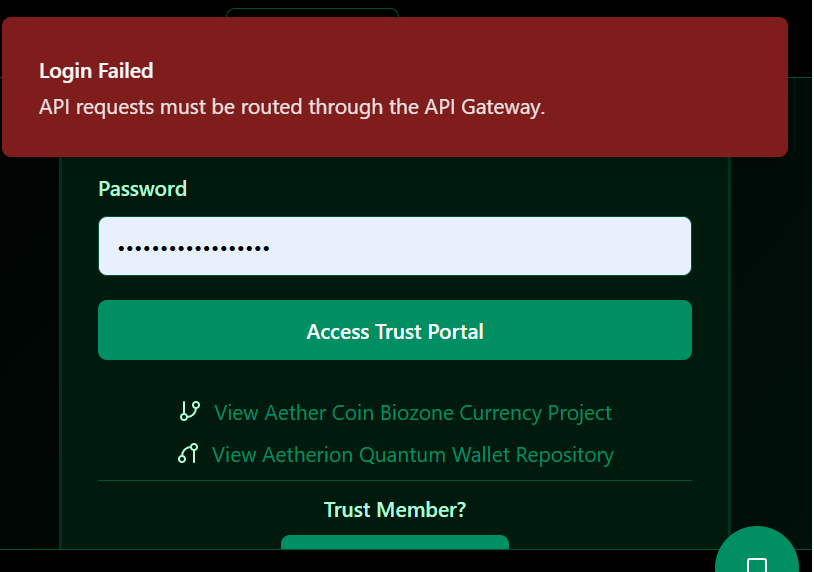 Login Failed
API requests must be routed through the API Gateway.
Password
••••••••••••••••••
Access Trust Portal
View Aether Coin Biozone Currency Project
View Aetherion Quantum Wallet Repository
Trust Member?